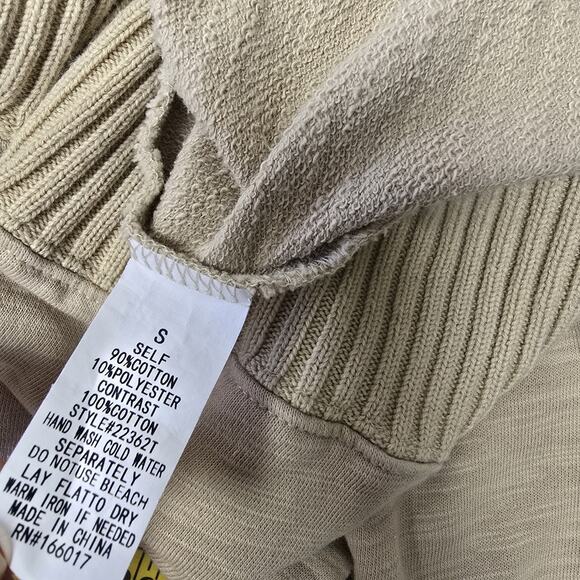 S
SELF
90%COTTON
10%POLYESTER
CONTRAST
100%COTTON
STYLE#22362T
HAND WASH COLD WATER
SEPARATELY
DO NOTUSE BLEACH
LAY FLATTO DRY
WARM IRON IF NEEDED
MADE IN CHINA
RN#166017